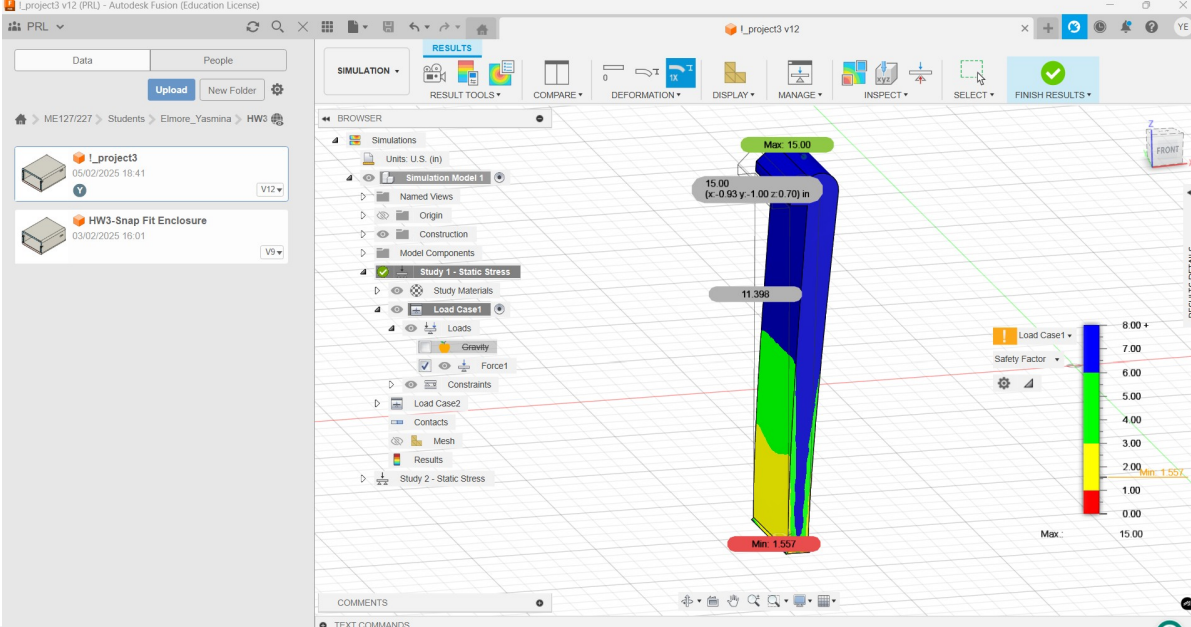 !_project3 v12 (PRL) - Autodesk Fusion (Education License)
PRL
!_project3 v12
YE
Data
People
Upload
New Folder
ME127/227 > Students > Elmore_Yasmina > HW3
!_project3
05/02/2025 18:41
Y
V12
HW3-Snap Fit Enclosure
03/02/2025 16:01
V9
RESULTS
SIMULATION
RESULT TOOLS
COMPARE
0
1X
DEFORMATION
DISPLAY
MANAGE
xyz
INSPECT
SELECT
FINISH RESULTS
BROWSER
Simulations
Units: U.S. (in)
Simulation Model 1
Named Views
Origin
Construction
Model Components
Study 1 - Static Stress
Study Materials
Load Case1
Loads
Gravity
Force1
Constraints
Load Case2
Contacts
Mesh
Results
Study 2 - Static Stress
Max: 15.00
15.00
(x:-0.93 y:-1.00 z:0.70) in
11.398
Min: 1.557
Z
FRONT
RESULTS DETAILS
Load Case1
Safety Factor
8.00 +
7.00
6.00
5.00
4.00
3.00
2.00
Min: 1.557
1.00
0.00
Max.:
15.00
COMMENTS
TEXT COMMANDS